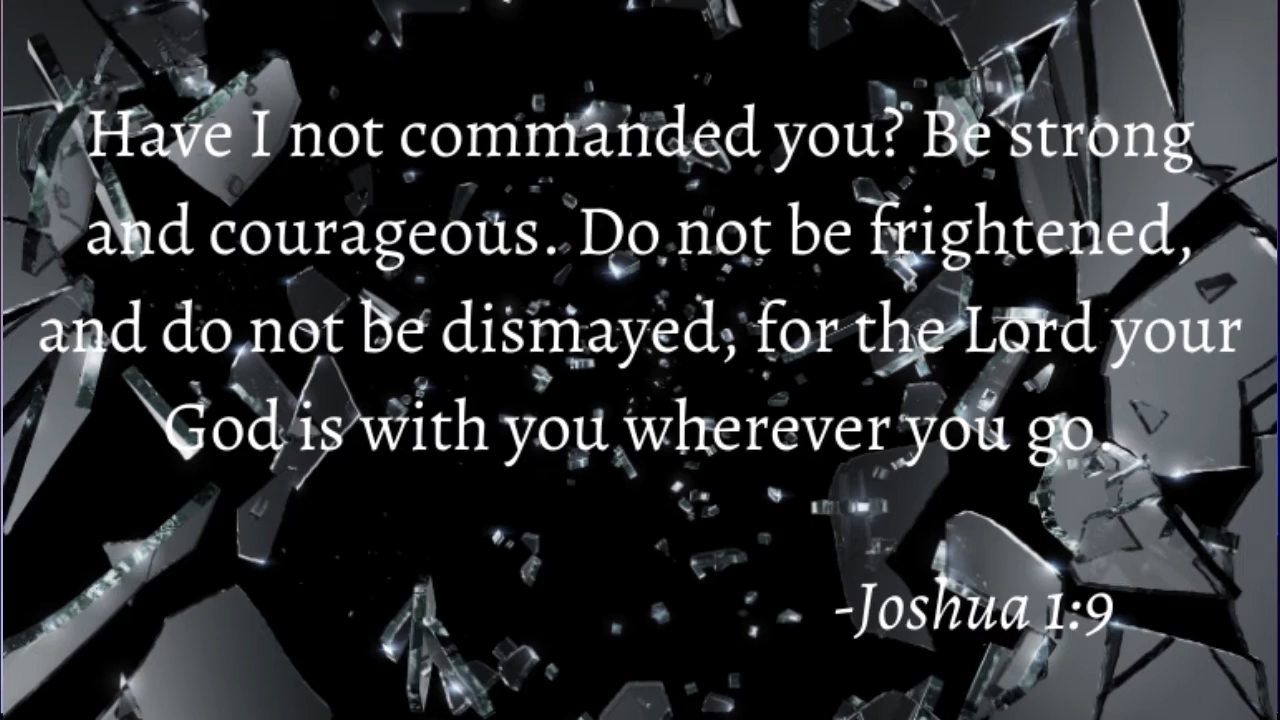 Have I not commanded you? Be strong
and courageous. Do not be frightened,
and do not be dismayed, for the Lord your
God is with you wherever you go
-Joshua 1:9